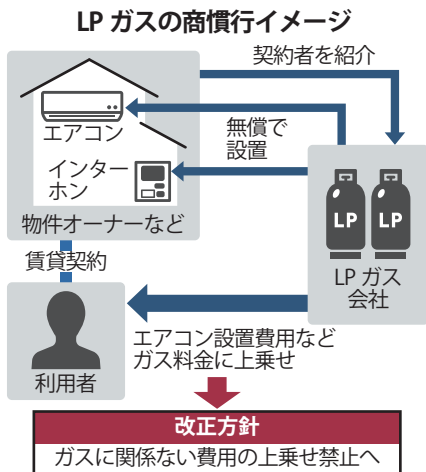 LP ガスの商慣行イメージ
契約者を紹介
エアコン
無償で
設置
インター
ホン
物件オーナーなど
LP
LP
賃貸契約
LP ガス
会社
エアコン設置費用など
ガス料金に上乗せ
利用者
改正方針
ガスに関係ない費用の上乗せ禁止へ